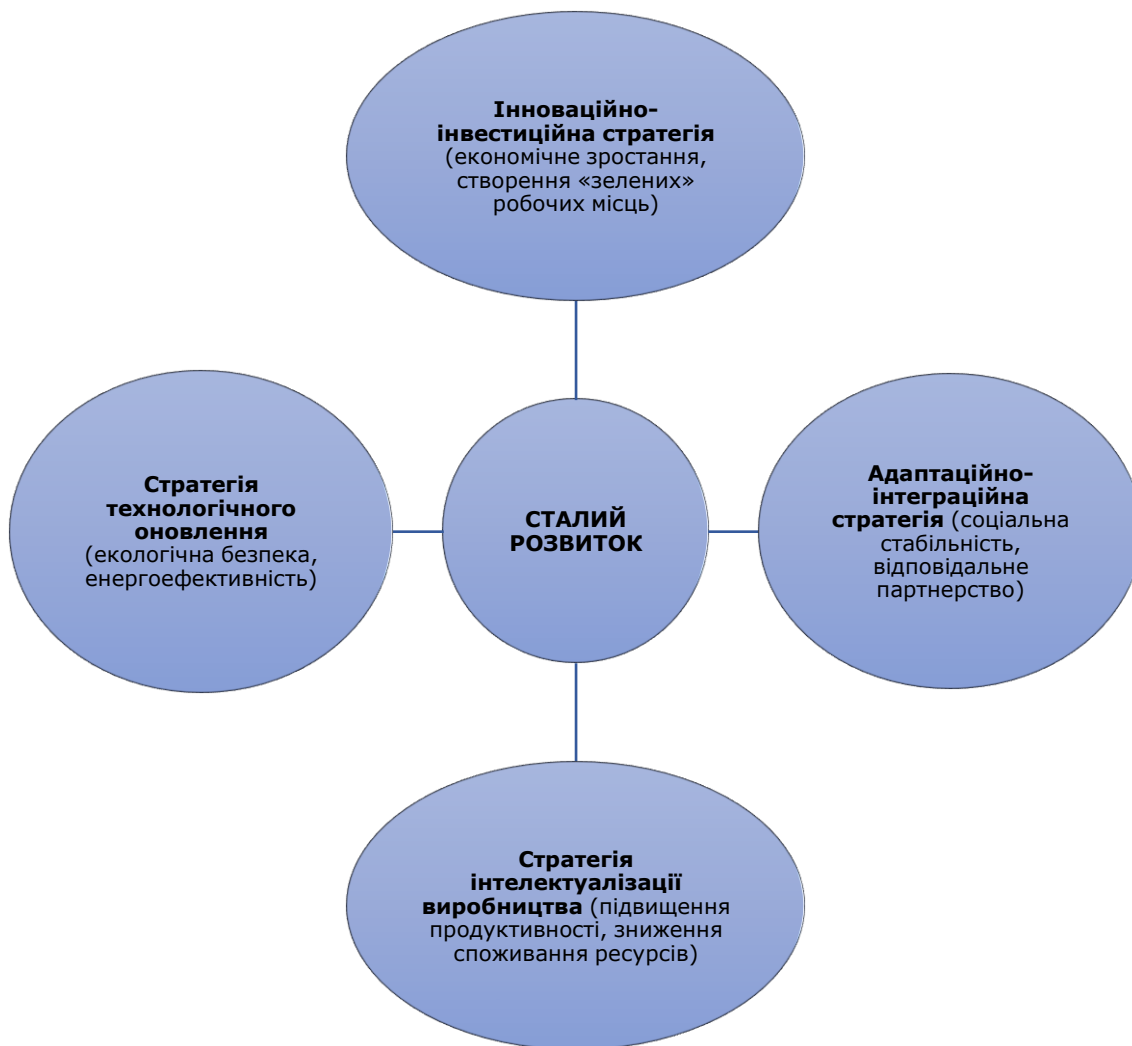 Інноваційно-
інвестиційна стратегія
(економічне зростання,
створення «зелених»
робочих місць)
Стратегія
технологічного
оновлення
(екологічна безпека,
енергоефективність)
СТАЛИЙ
РОЗВИТОК
Адаптаційно-
інтеграційна
стратегія (соціальна
стабільність,
відповідальне
партнерство)
Стратегія
інтелектуалізації
виробництва (підвищення
продуктивності, зниження
споживання ресурсів)